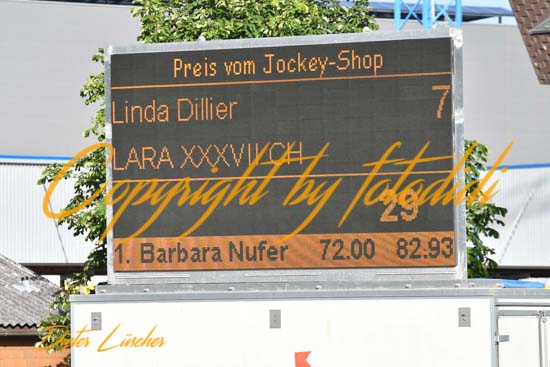 Preis vom Jockey-Shop
Linda Dillier 7
LARA XXXVII CH
29
1. Barbara Nufer 72.00 82.93
Copyright by fotodidi
Dieter Lüscher